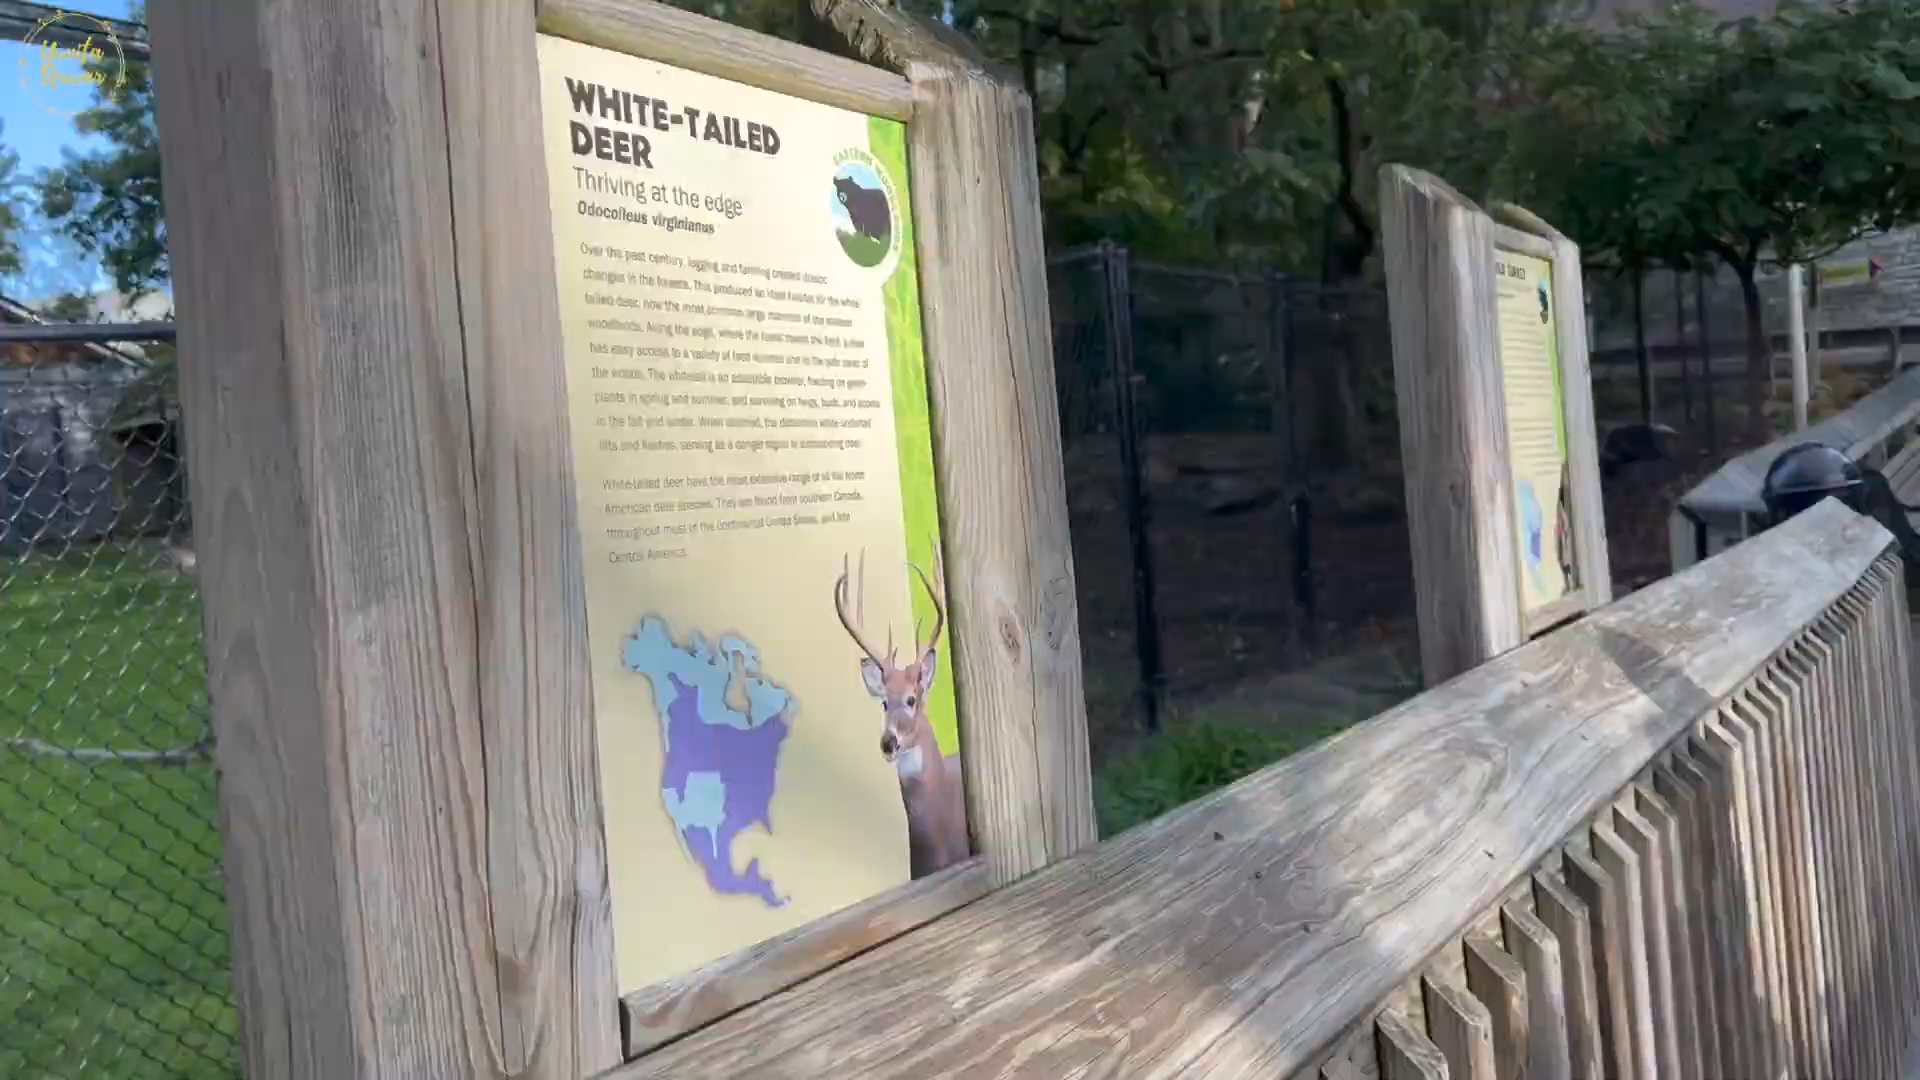 WHITE-TAILED
DEER
Thriving at the edge
Odocoileus virginianus
EASTERN WOODLANDS
Over the past century, logging and farming created drastic
changes in the forests. This produced an ideal habitat for the white-
tailed deer, now the most common large mammal of the eastern
woodlands. Along the edge, where the forest meets the field, a deer
has easy access to a variety of food sources and to the safe cover of
the woods. The whitetail is an adaptable browser, feeding on green
plants in spring and summer, and surviving on twigs, buds, and acorns
in the fall and winter. When alarmed, the distinctive white undertail
lifts and flashes, serving as a danger signal to surrounding deer.
White-tailed deer have the most extensive range of all the North
American deer species. They are found from southern Canada,
throughout most of the continental United States, and into
Central America.
TURKEY